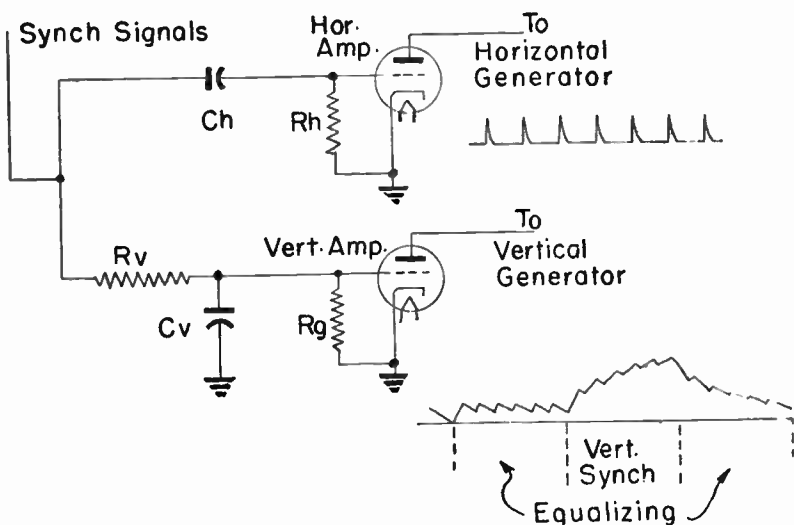 Synch Signals
Hor.
Amp.
To
Horizontal
Generator
Ch
Rh
Rv
Vert. Amp.
To
Vertical
Generator
Cv
Rg
Vert.
Synch
Equalizing